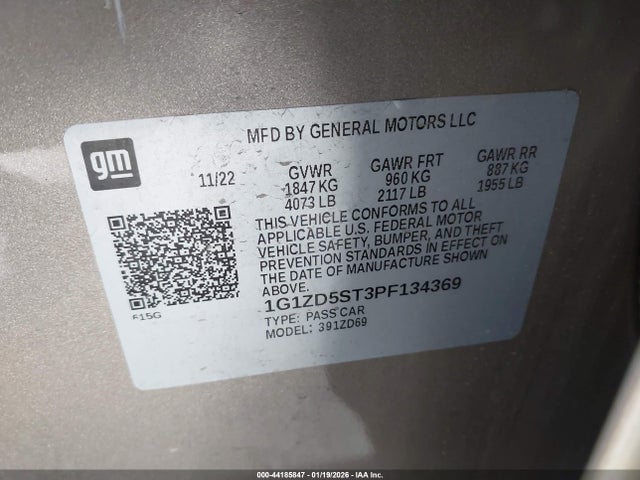 MFD BY GENERAL MOTORS LLC
gm
11/22
GVWR
1847 KG
4073 LB
GAWR FRT
960 KG
2117 LB
GAWR RR
887 KG
1955 LB
THIS VEHICLE CONFORMS TO ALL
APPLICABLE U.S. FEDERAL MOTOR
VEHICLE SAFETY, BUMPER, AND THEFT
PREVENTION STANDARDS IN EFFECT ON
THE DATE OF MANUFACTURE SHOWN
ABOVE.
1G1ZD5ST3PF134369
TYPE: PASS CAR
MODEL: 391ZD69
615G
000-44185847 - 01/19/2026 - IAA Inc.